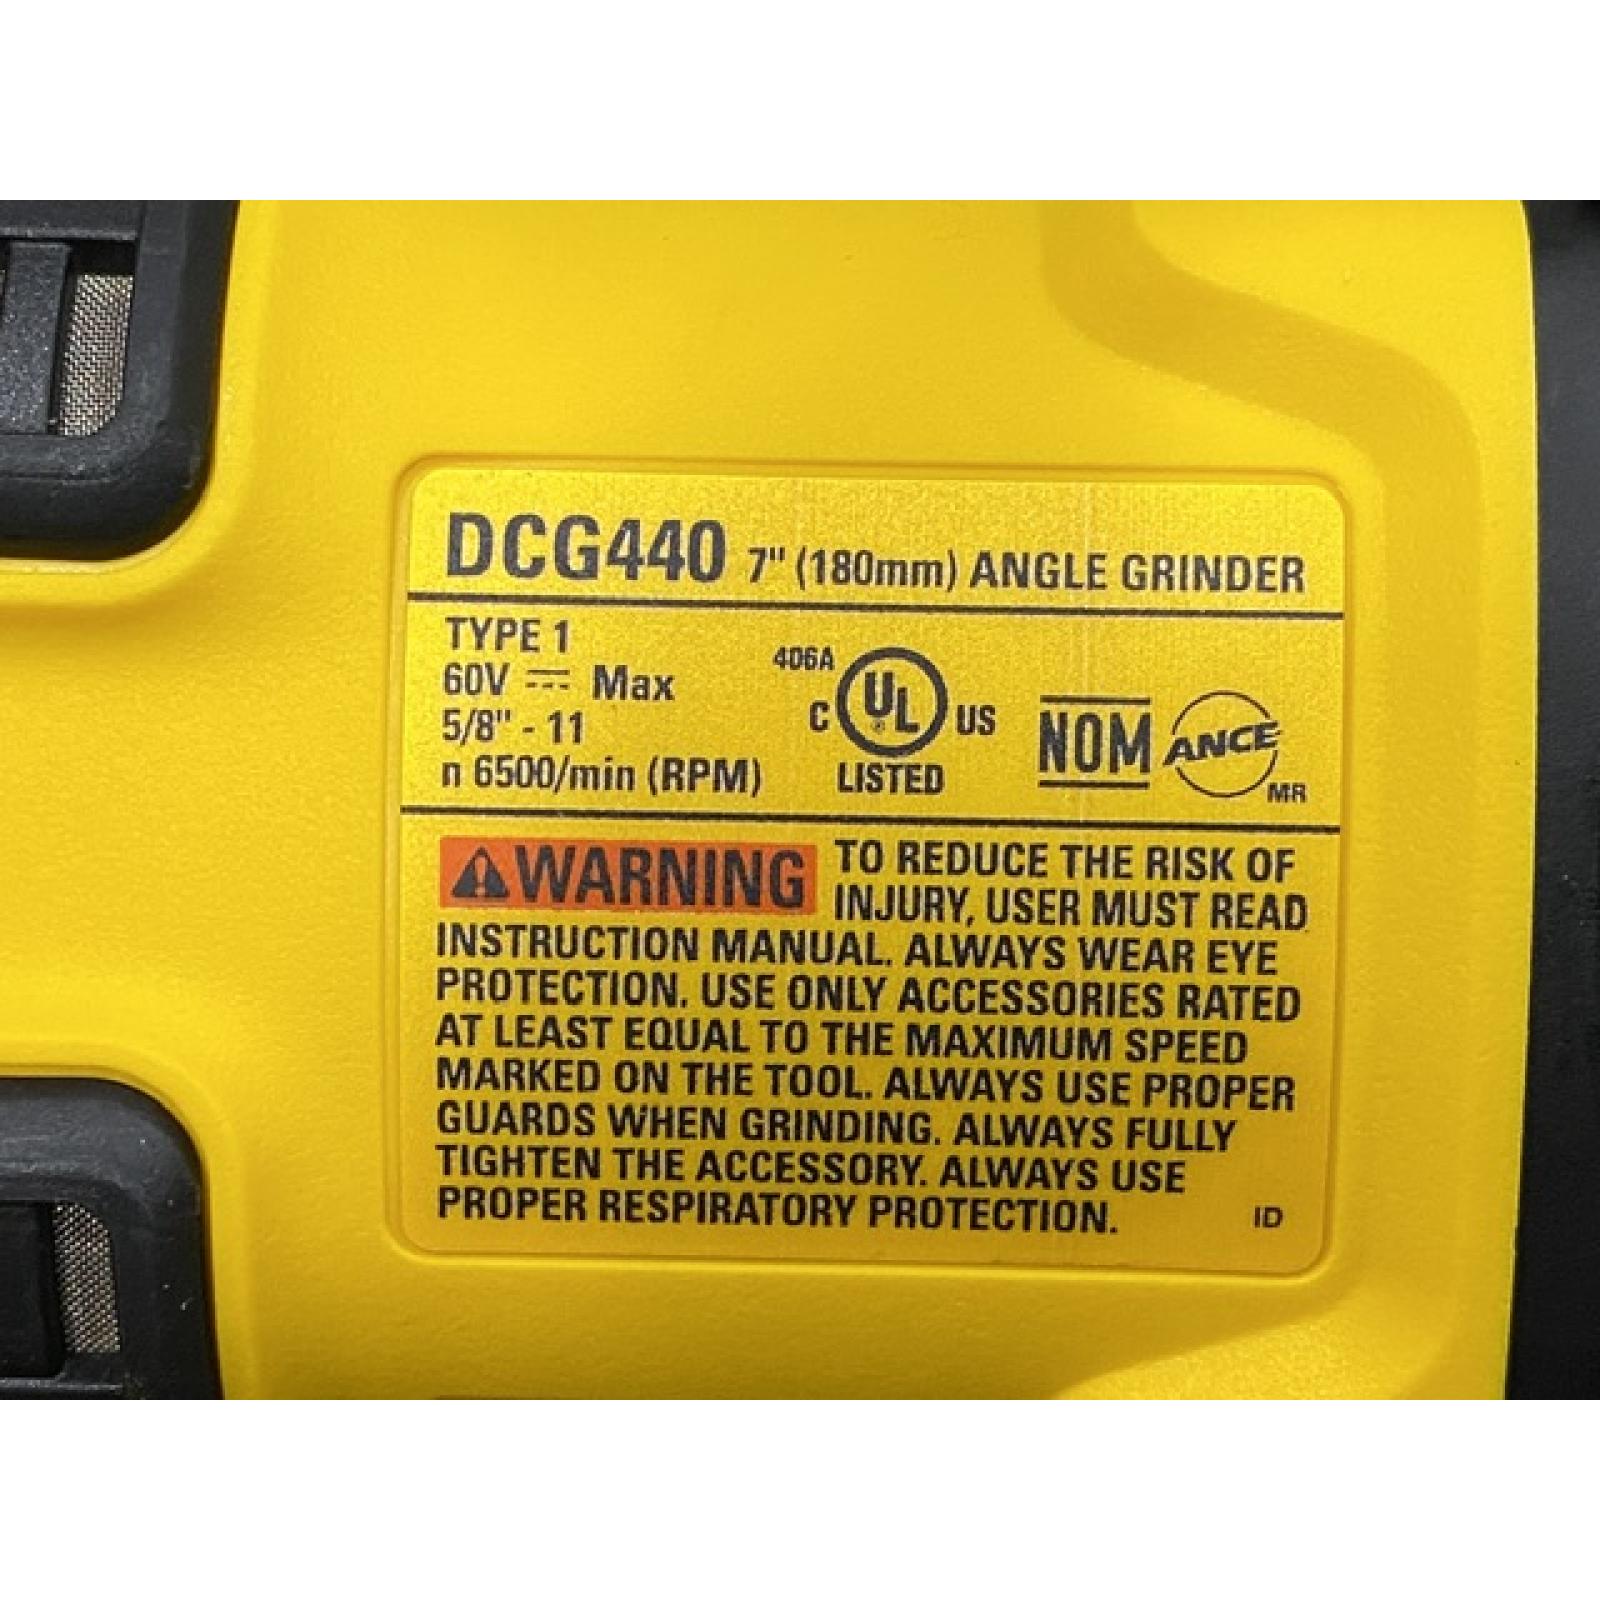 DCG440 7" (180mm) ANGLE GRINDER
TYPE 1
60V ⎓ Max
5/8" - 11
n 6500/min (RPM)
406A
C UL US
®
LISTED
NOM ANCE
MR
⚠WARNING TO REDUCE THE RISK OF
INJURY, USER MUST READ
INSTRUCTION MANUAL. ALWAYS WEAR EYE
PROTECTION. USE ONLY ACCESSORIES RATED
AT LEAST EQUAL TO THE MAXIMUM SPEED
MARKED ON THE TOOL. ALWAYS USE PROPER
GUARDS WHEN GRINDING. ALWAYS FULLY
TIGHTEN THE ACCESSORY. ALWAYS USE
PROPER RESPIRATORY PROTECTION. ID